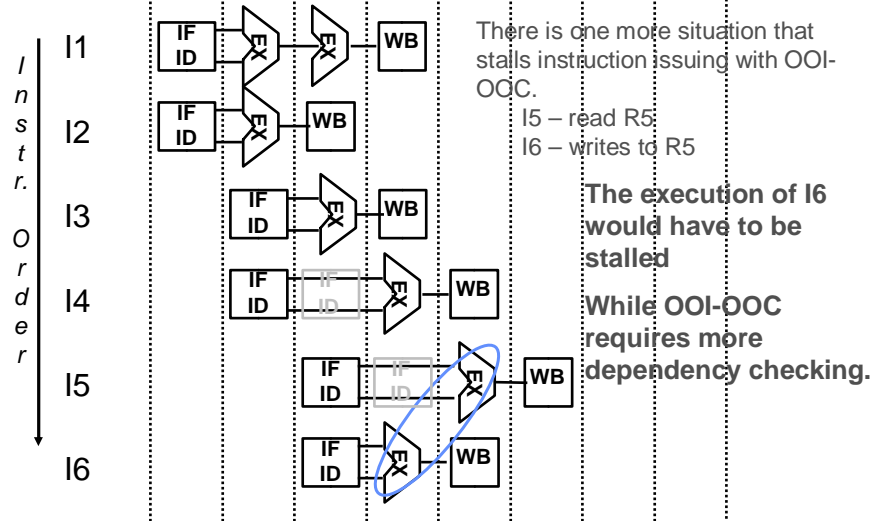 Instr. Order
I1
IF
ID
EX
EX
WB
I2
IF
ID
EX
WB
I3
IF
ID
EX
WB
I4
IF
ID
IF
ID
EX
WB
I5
IF
ID
IF
ID
EX
WB
I6
IF
ID
EX
WB
There is one more situation that
stalls instruction issuing with OOI-
OOC.
I5 – read R5
I6 – writes to R5
The execution of I6
would have to be
stalled
While OOI-OOC
requires more
dependency checking.